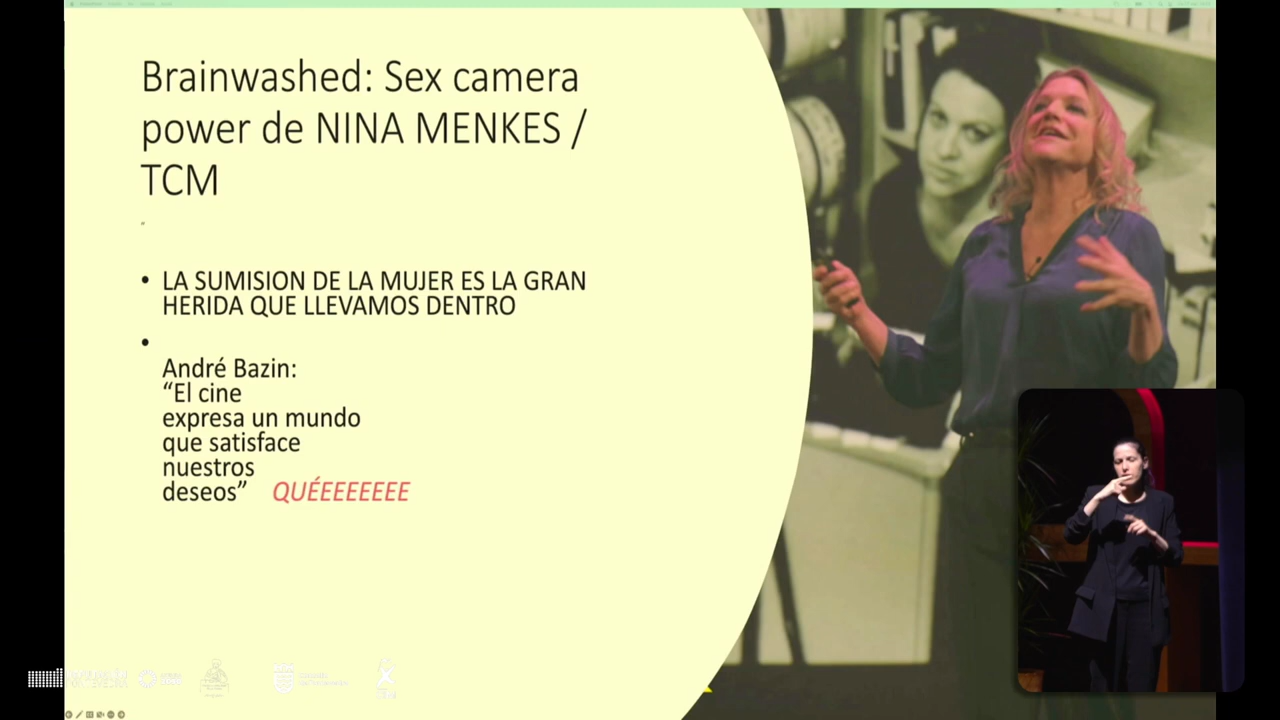 Brainwashed: Sex camera
power de NINA MENKES /
TCM
• LA SUMISION DE LA MUJER ES LA GRAN
HERIDA QUE LLEVAMOS DENTRO
•
André Bazin:
“El cine
expresa un mundo
que satisface
nuestros
deseos” QUÉEEEEEEE